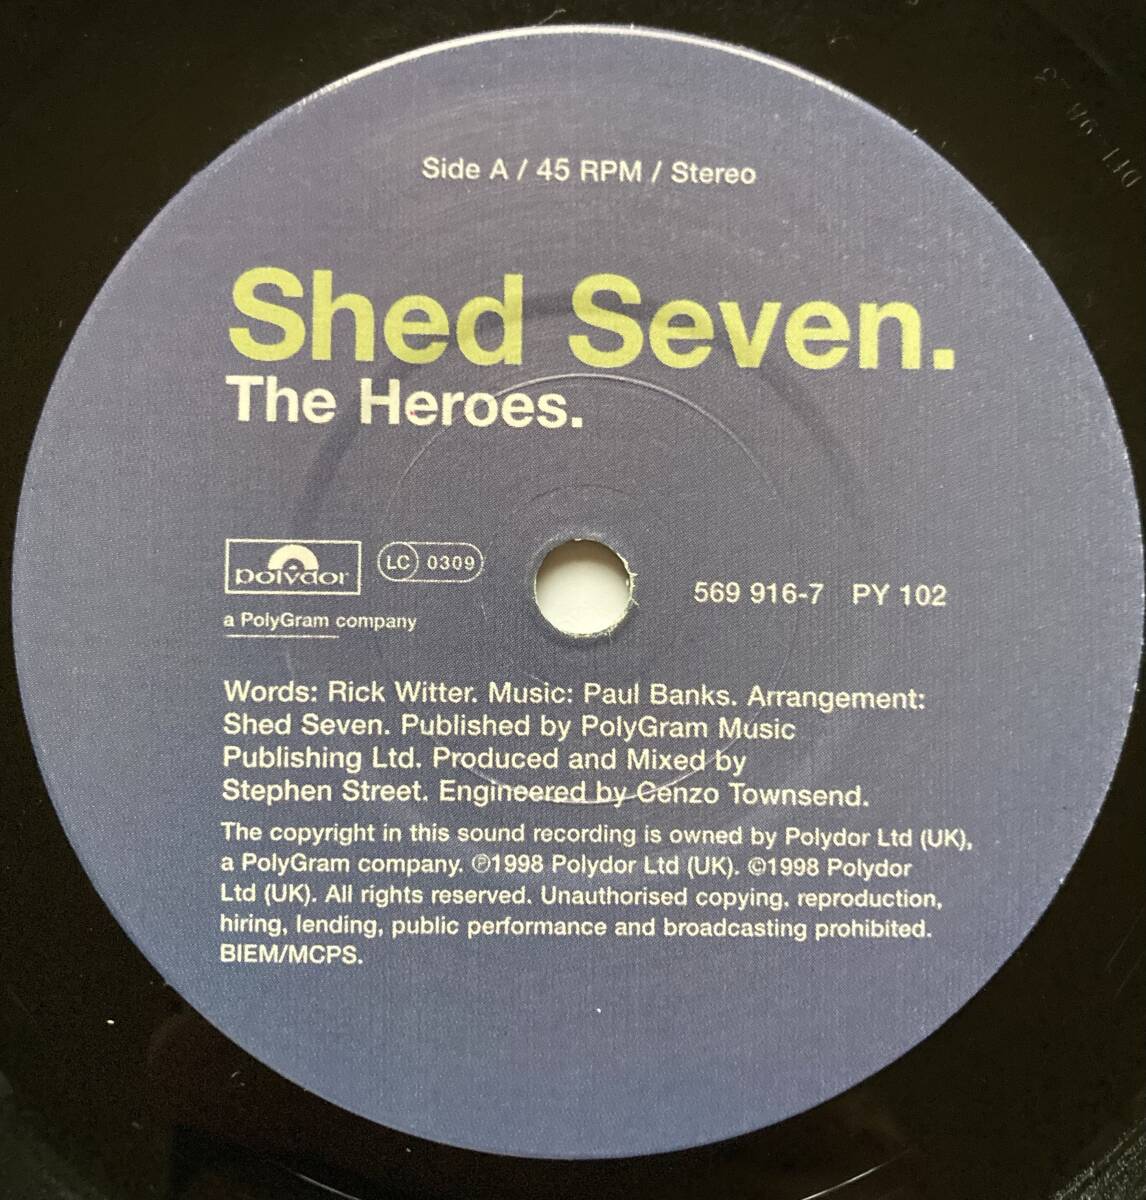 Side A / 45 RPM / Stereo
Shed Seven.
The Heroes.
polydor
LC 0309
a PolyGram company
569 916-7 PY 102
Words: Rick Witter. Music: Paul Banks. Arrangement:
Shed Seven. Published by PolyGram Music
Publishing Ltd. Produced and Mixed by
Stephen Street. Engineered by Cenzo Townsend.
The copyright in this sound recording is owned by Polydor Ltd (UK),
a PolyGram company. ℗1998 Polydor Ltd (UK). ©1998 Polydor
Ltd (UK). All rights reserved. Unauthorised copying, reproduction,
hiring, lending, public performance and broadcasting prohibited.
BIEM/MCPS.